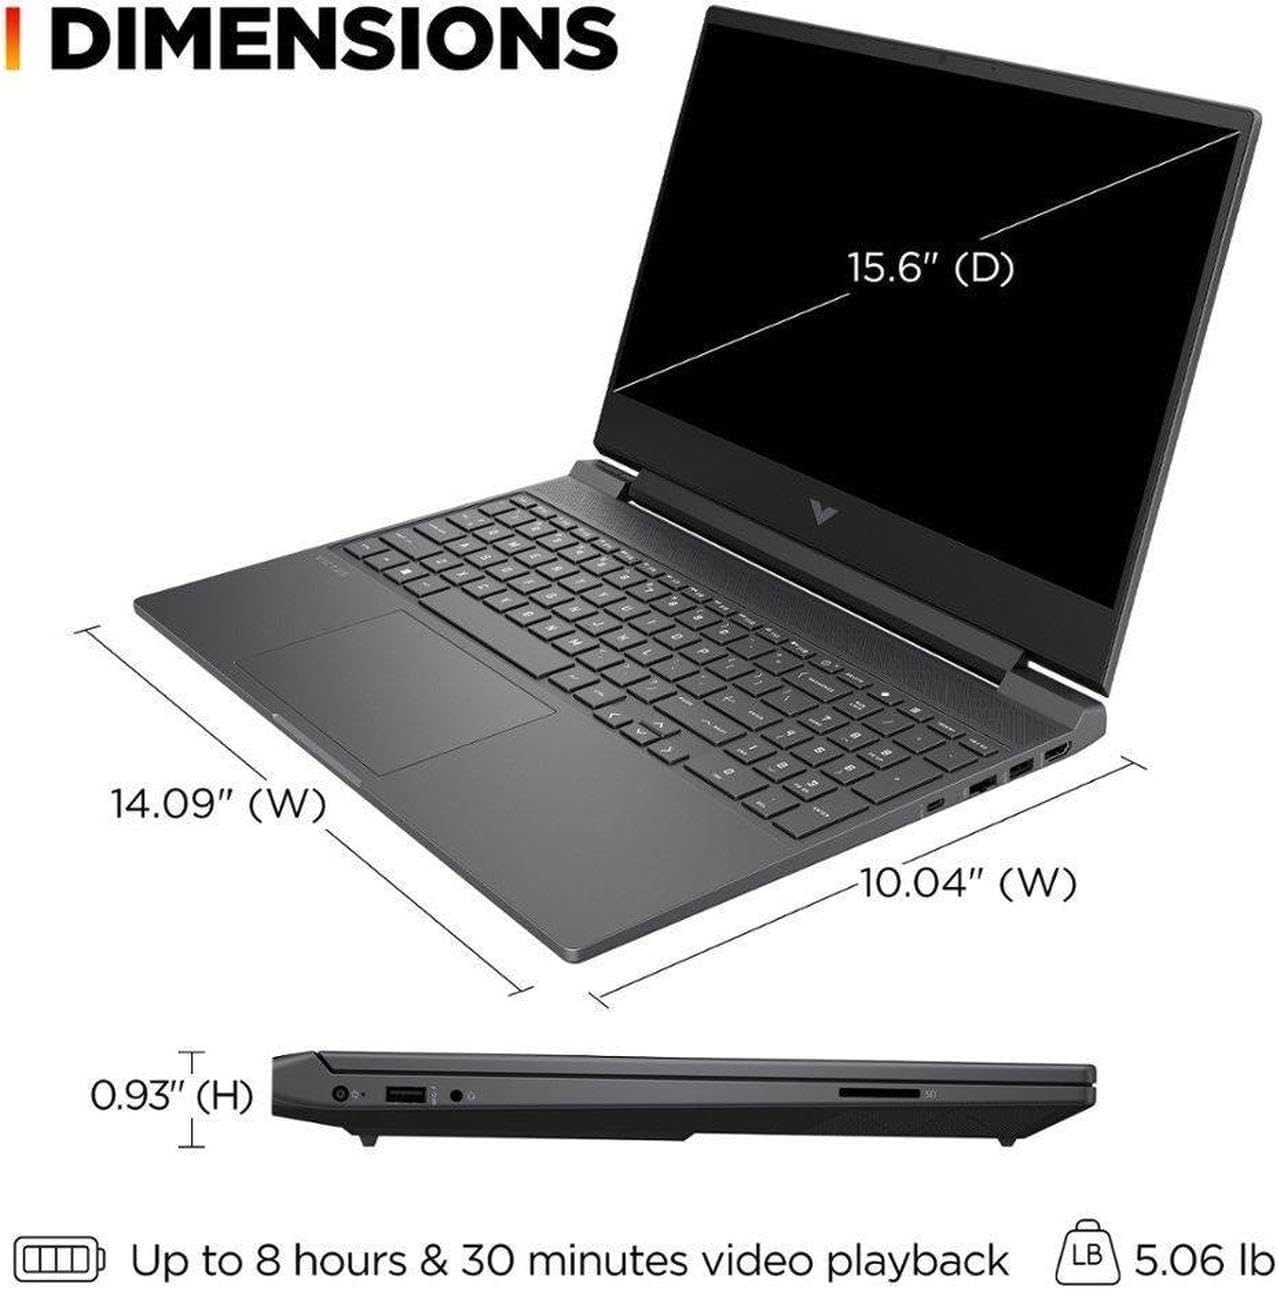 DIMENSIONS
15.6" (D)
14.09" (W)
10.04" (W)
0.93" (H)
SD
Up to 8 hours & 30 minutes video playback
LB
5.06 lb